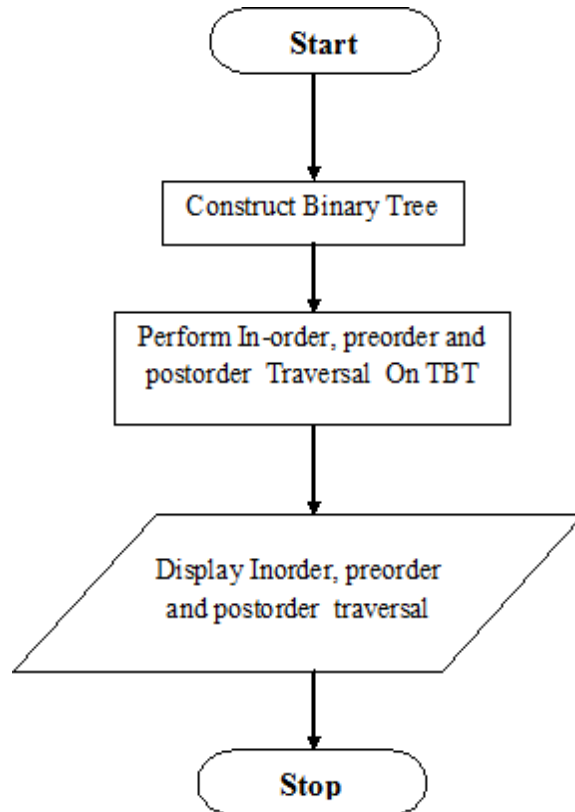 Start
Construct Binary Tree
Perform In-order, preorder and
postorder Traversal On TBT
Display Inorder, preorder
and postorder traversal
Stop